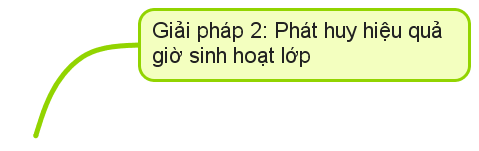 Giải pháp 2: Phát huy hiệu quả
giờ sinh hoạt lớp